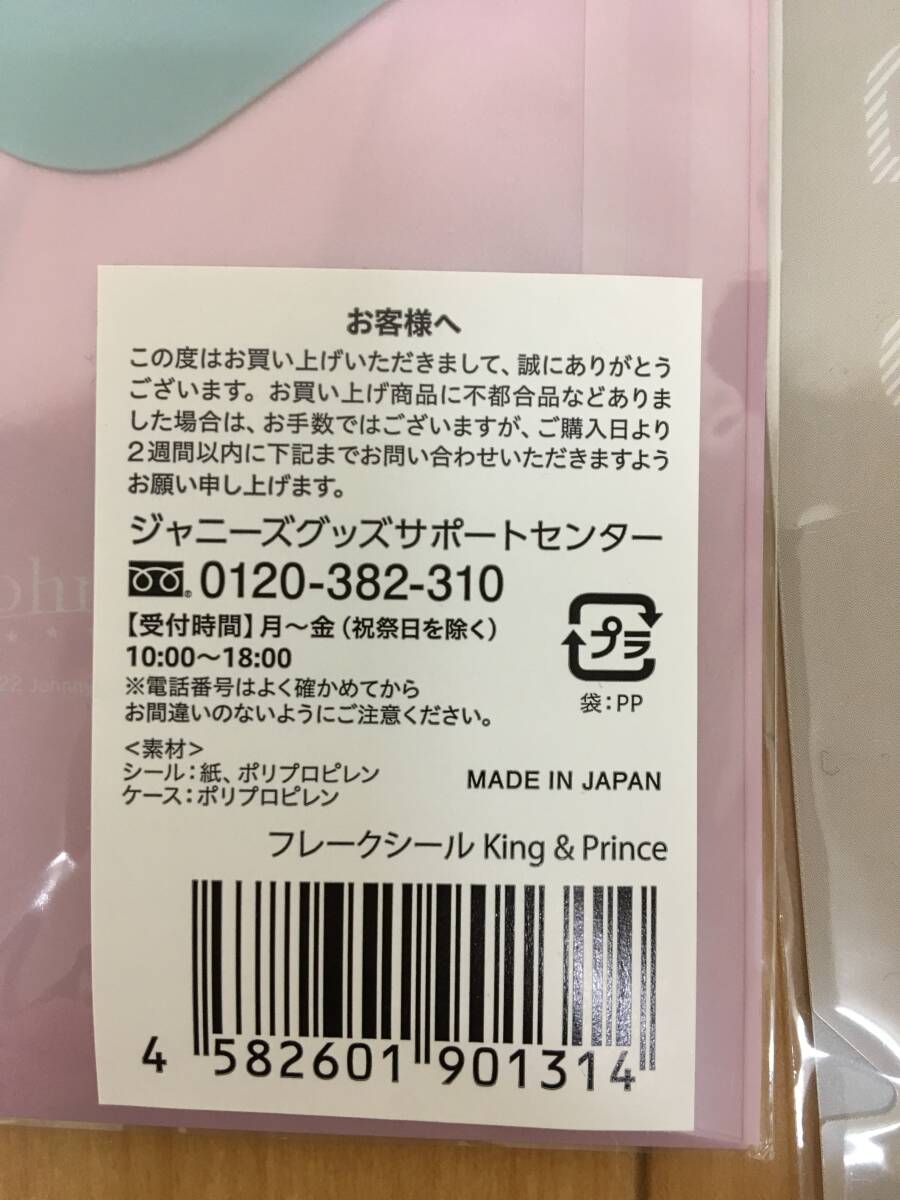 お客様へ
この度はお買い上げいただきまして、誠にありがとう
ございます。お買い上げ商品に不都合品などありま
した場合は、お手数ではございますが、ご購入日より
2週間以内に下記までお問い合わせいただきますよう
お願い申し上げます。
ジャニーズグッズサポートセンター
0120-382-310
【受付時間】月〜金（祝祭日を除く）
10:00〜18:00
※電話番号はよく確かめてから
お間違いのないようにご注意ください。
プラ
袋：PP
<素材>
シール：紙、ポリプロピレン
ケース：ポリプロピレン
MADE IN JAPAN
フレークシール King & Prince
4 582601 901314